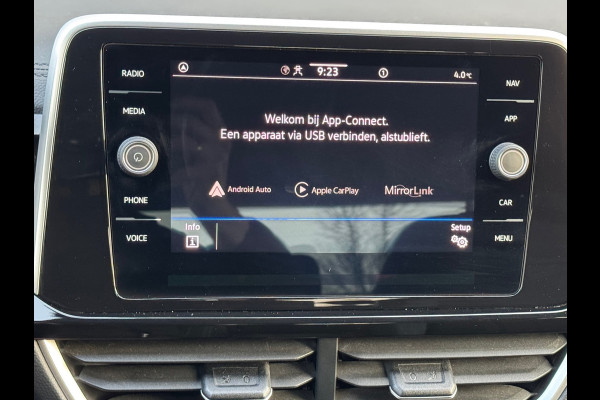 RADIO
MEDIA
PHONE
VOICE
9:23
4.0°C
Welkom bij App-Connect.
Een apparaat via USB verbinden, alstublieft.
Android Auto
Apple CarPlay
MirrorLink
Info
Setup
NAV
APP
CAR
MENU